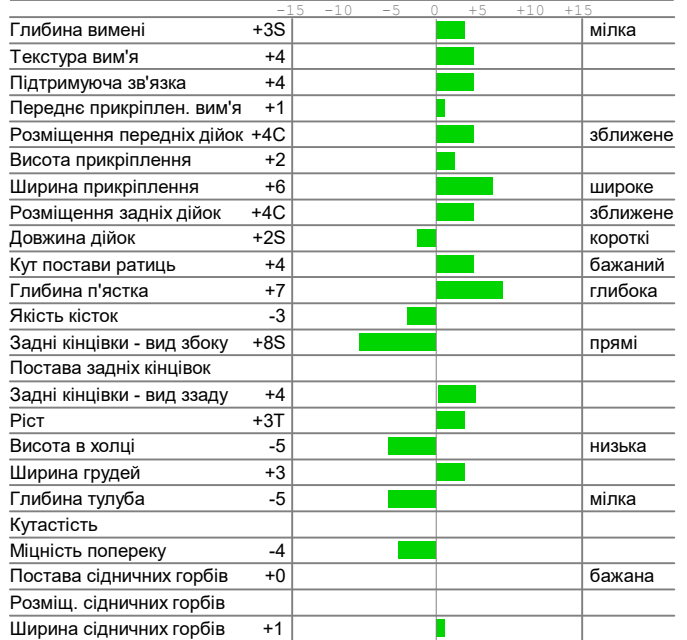 -15 -10 -5 0 +5 +10 +15
Глибина вимені +3S мілка
Текстура вим'я +4
Підтримуюча зв'язка +4
Переднє прикріплен. вим'я +1
Розміщення передніх дійок +4C зближене
Висота прикріплення +2
Ширина прикріплення +6 широке
Розміщення задніх дійок +4C зближене
Довжина дійок +2S короткі
Кут постави ратиць +4 бажаний
Глибина п'ястка +7 глибока
Якість кісток -3
Задні кінцівки - вид збоку +8S прямі
Постава задніх кінцівок
Задні кінцівки - вид ззаду +4
Ріст +3T
Висота в холці -5 низька
Ширина грудей +3
Глибина тулуба -5 мілка
Кутастість
Міцність попереку -4
Постава сідничних горбів +0 бажана
Розміщ. сідничних горбів
Ширина сідничних горбів +1